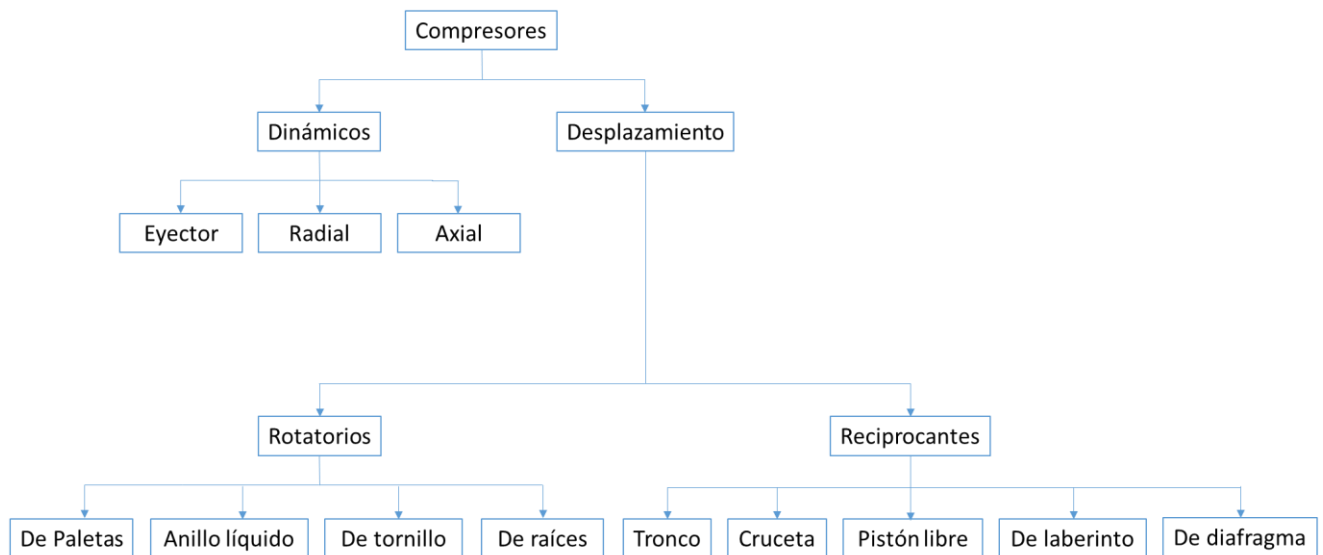 Compresores
Dinámicos
Desplazamiento
Eyector
Radial
Axial
Rotatorios
Reciprocantes
De Paletas
Anillo líquido
De tornillo
De raíces
Tronco
Cruceta
Pistón libre
De laberinto
De diafragma